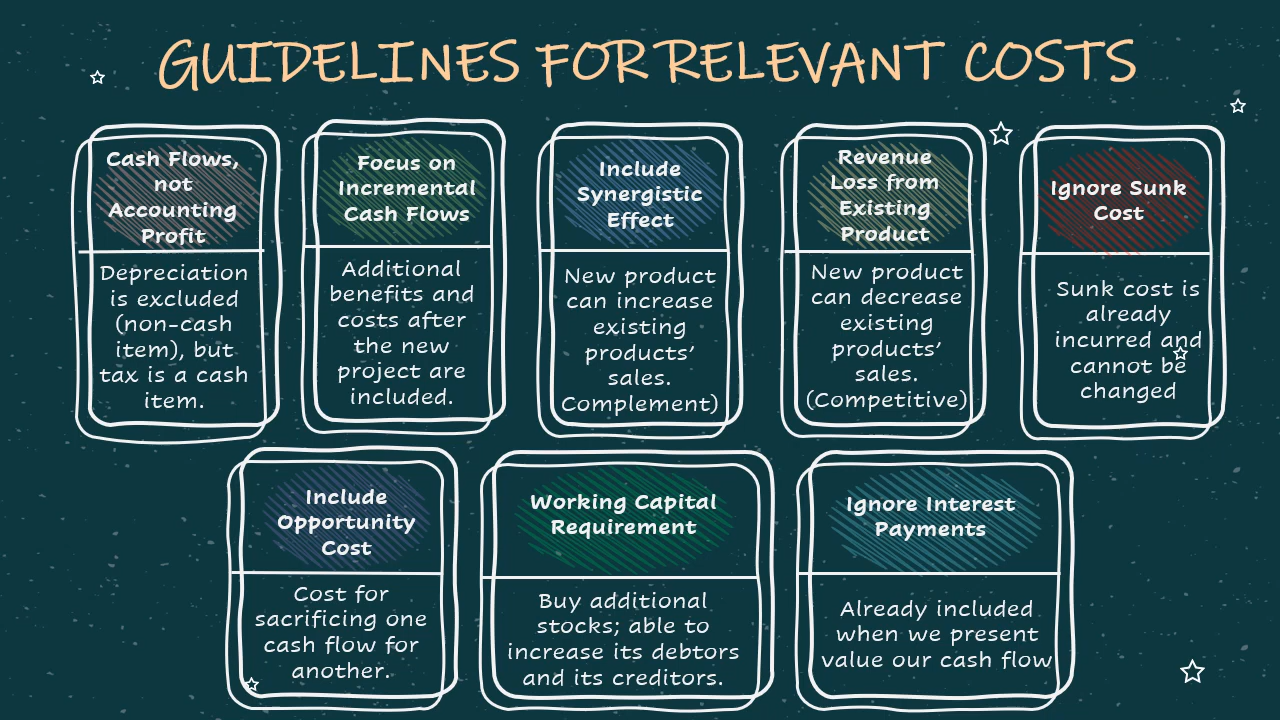 GUIDELINES FOR RELEVANT COSTS
Cash Flows,
not
Accounting
Profit
Depreciation
is excluded
(non-cash
item), but
tax is a cash
item.
Focus on
Incremental
Cash Flows
Additional
benefits and
costs after
the new
project are
included.
Include
Synergistic
Effect
New product
can increase
existing
products'
sales.
Complement)
Revenue
Loss from
Existing
Product
New product
can decrease
existing
products'
sales.
(Competitive)
Ignore Sunk
Cost
Sunk cost is
already
incurred and
cannot be
changed
Include
Opportunity
Cost
Cost for
sacrificing one
cash flow for
another.
Working Capital
Requirement
Buy additional
stocks; able to
increase its debtors
and its creditors.
Ignore Interest
Payments
Already included
when we present
value our cash flow